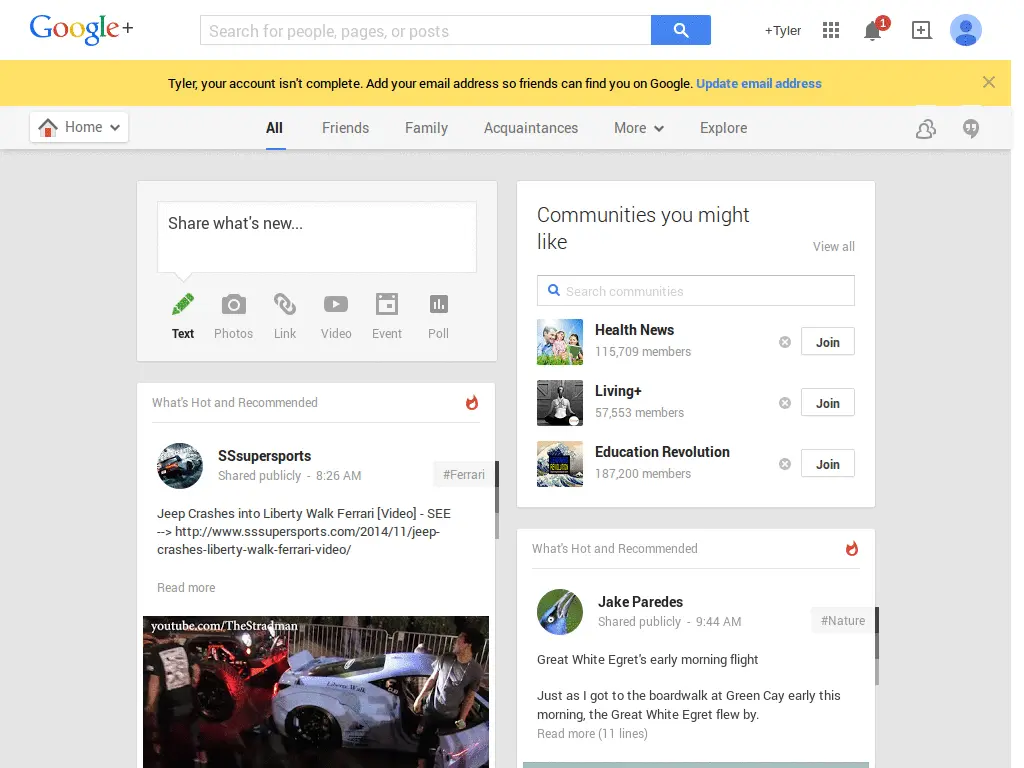 Google+
Search for people, pages, or posts
+Tyler
1
Tyler, your account isn't complete. Add your email address so friends can find you on Google. Update email address
Home
All
Friends
Family
Acquaintances
More
Explore
Share what's new...
Text
Photos
Link
Video
Event
Poll
What's Hot and Recommended
SSsupersports
Shared publicly - 8:26 AM
#Ferrari
Jeep Crashes into Liberty Walk Ferrari [Video] - SEE
--> http://www.sssupersports.com/2014/11/jeep-
crashes-liberty-walk-ferrari-video/
Read more
youtube.com/TheStradman
Liberty Walk
Communities you might
like
View all
Search communities
Health News
115,709 members
Join
Living+
57,553 members
Join
REVOLUTION
Education Revolution
187,200 members
Join
What's Hot and Recommended
Jake Paredes
Shared publicly - 9:44 AM
#Nature
Great White Egret's early morning flight
Just as I got to the boardwalk at Green Cay early this
morning, the Great White Egret flew by.
Read more (11 lines)